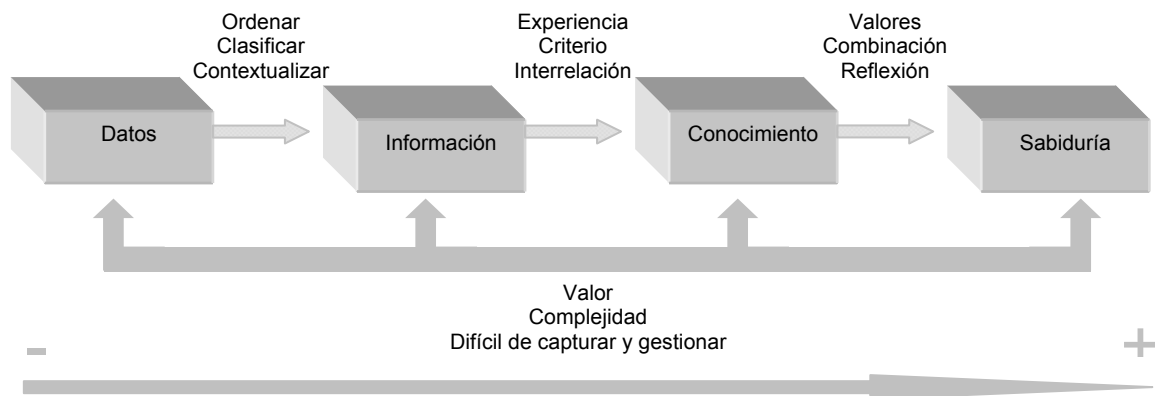 Ordenar
Clasificar
Contextualizar
Experiencia
Criterio
Interrelación
Valores
Combinación
Reflexión
Datos
Información
Conocimiento
Sabiduría
Valor
Complejidad
Difícil de capturar y gestionar
- +